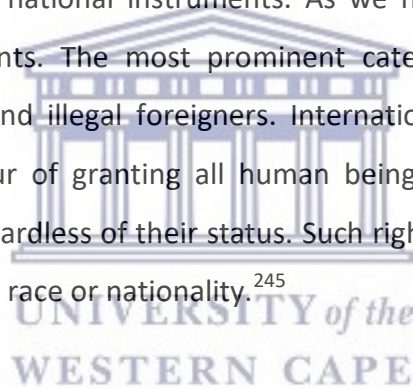 national instruments. As we h
nts. The most prominent cate
nd illegal foreigners. Internatio
ur of granting all human being
ardless of their status. Such righ
race or nationality.245
UNIVERSITY of the
WESTERN CAPE